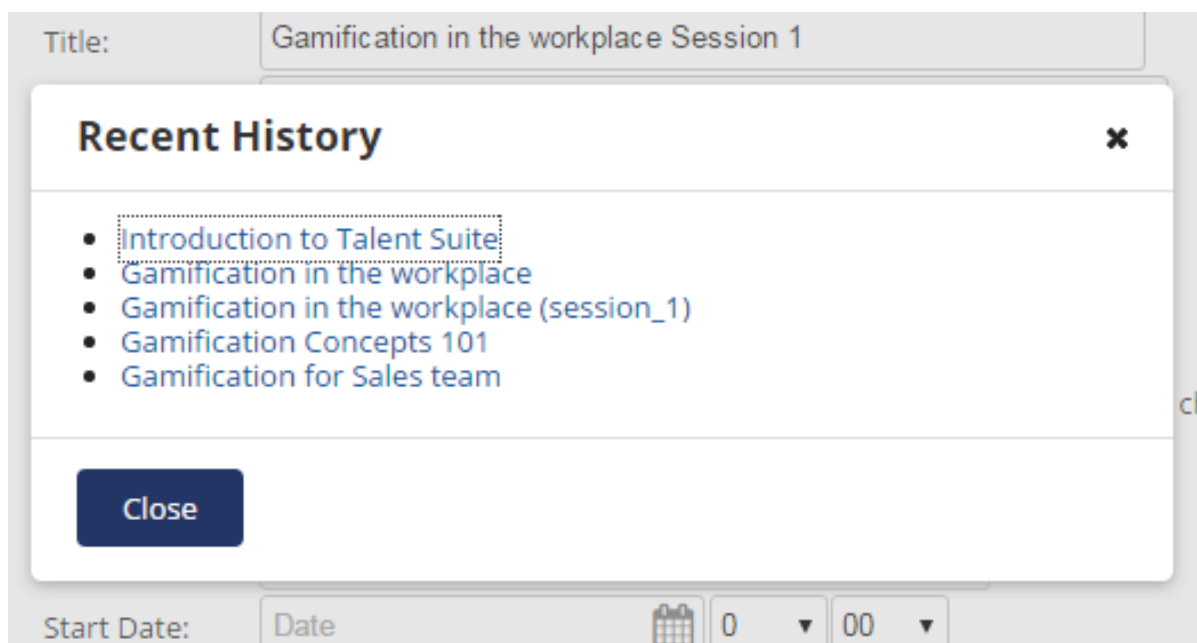 Title: Gamification in the workplace Session 1
Recent History
Introduction to Talent Suite
Gamification in the workplace
Gamification in the workplace (session_1)
Gamification Concepts 101
Gamification for Sales team
Close
Start Date: Date 0 00